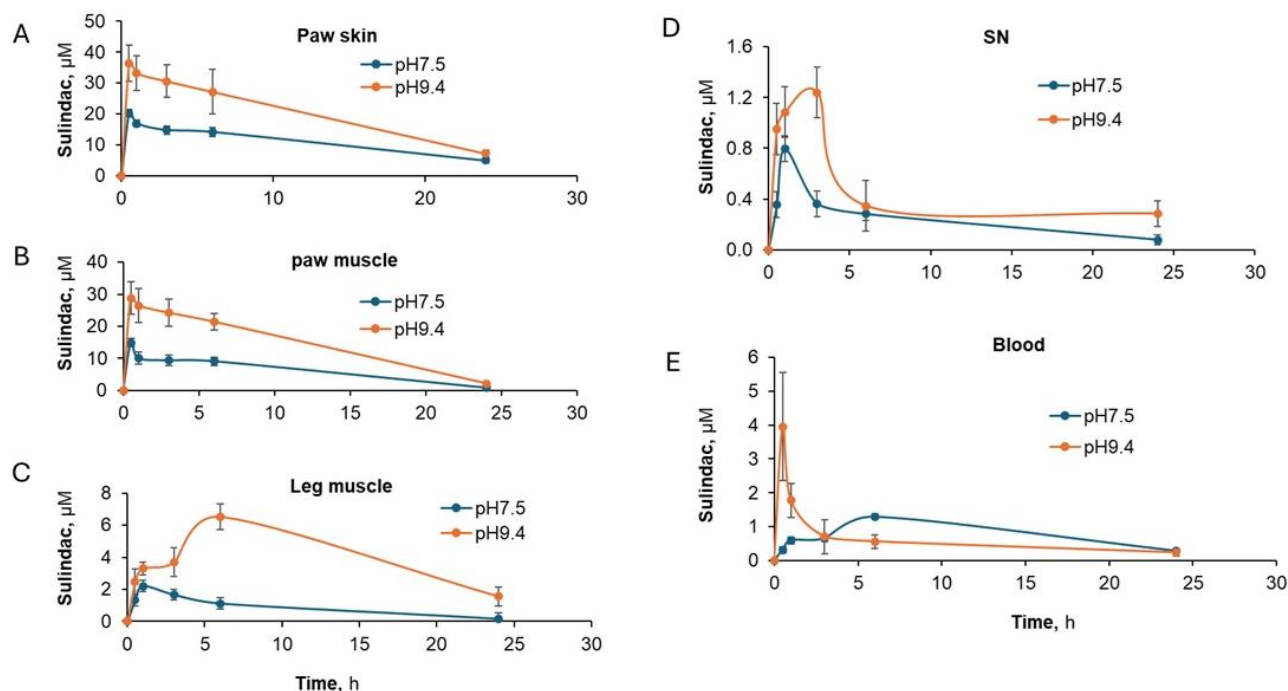 A
Paw skin
Sulindac, µM
50
40
30
20
10
0
0 10 20 30
pH7.5
pH9.4
B
paw muscle
Sulindac, µM
40
30
20
10
0
0 5 10 15 20 25 30
pH7.5
pH9.4
C
Leg muscle
Sulindac, µM
8
6
4
2
0
0 5 10 15 20 25 30
pH7.5
pH9.4
Time, h
D
SN
Sulindac, µM
1.6
1.2
0.8
0.4
0.0
0 5 10 15 20 25 30
pH7.5
pH9.4
E
Blood
Sulindac, µM
6
5
4
3
2
1
0
0 5 10 15 20 25 30
pH7.5
pH9.4
Time, h